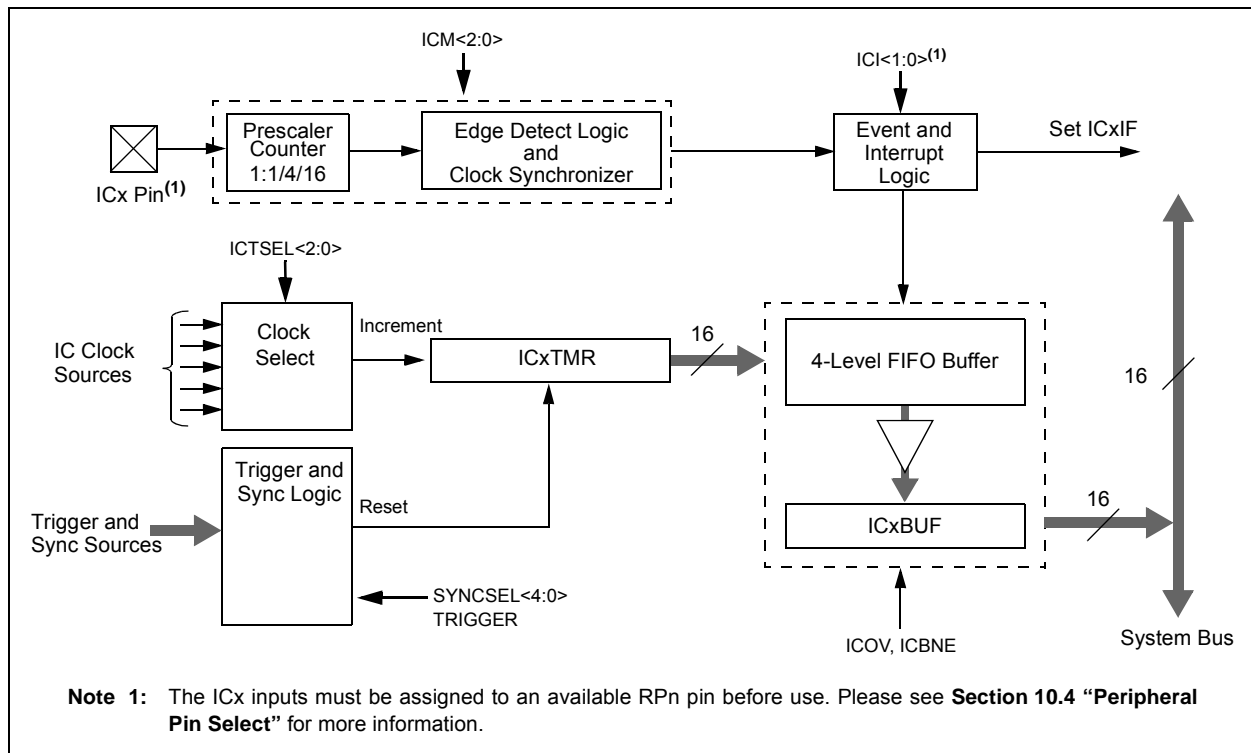 ICM<2:0>
ICI<1:0>(1)
Prescaler
Counter
1:1/4/16
Edge Detect Logic
and
Clock Synchronizer
Event and
Interrupt
Logic
Set ICxIF
ICx Pin(1)
ICTSEL<2:0>
IC Clock
Sources
Clock
Select
Increment
ICxTMR
16
4-Level FIFO Buffer
16
Trigger and
Sync Logic
Reset
Trigger and
Sync Sources
ICxBUF
16
SYNCSEL<4:0>
TRIGGER
ICOV, ICBNE
System Bus
Note 1: The ICx inputs must be assigned to an available RPn pin before use. Please see Section 10.4 “Peripheral
Pin Select” for more information.